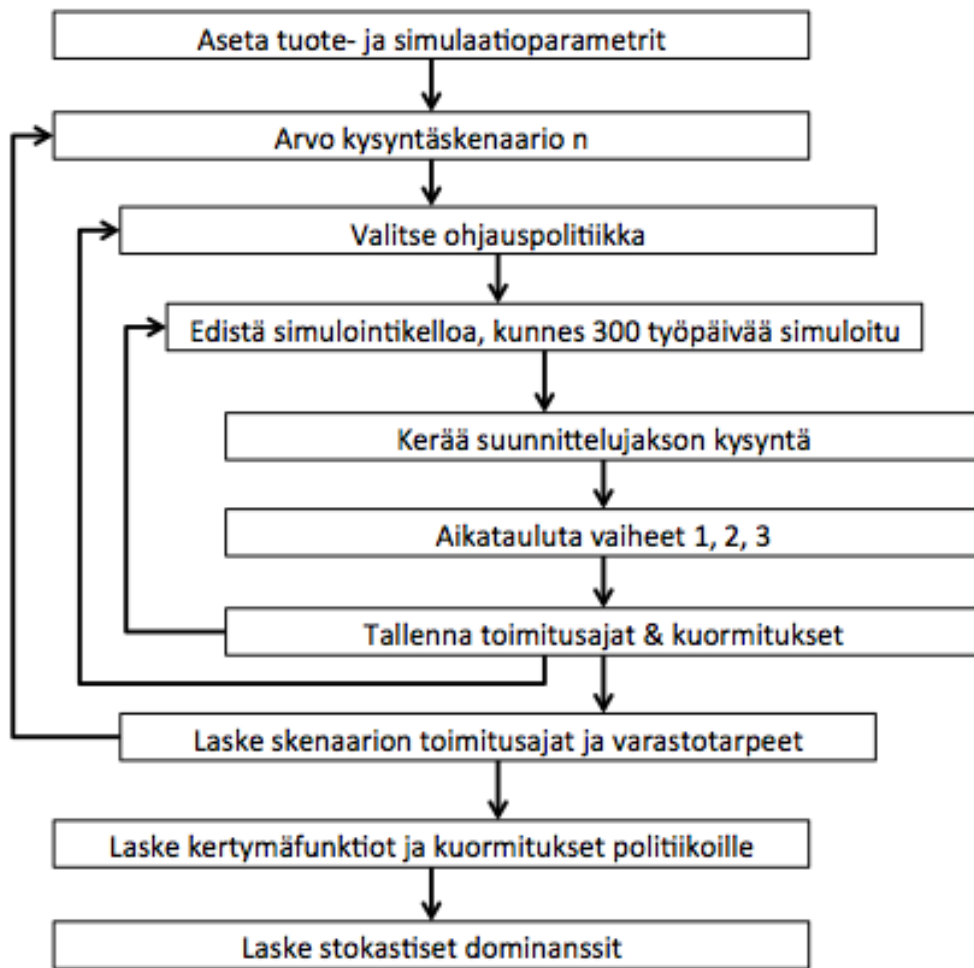 Aseta tuote- ja simulaatioparametrit
Arvo kysyntäskenaario n
Valitse ohjauspolitiikka
Edistä simulointikelloa, kunnes 300 työpäivää simuloitu
Kerää suunnittelujakson kysyntä
Aikatauluta vaiheet 1, 2, 3
Tallenna toimitusajat & kuormitukset
Laske skenaarion toimitusajat ja varastotarpeet
Laske kertymäfunktiot ja kuormitukset politiikoille
Laske stokastiset dominanssit